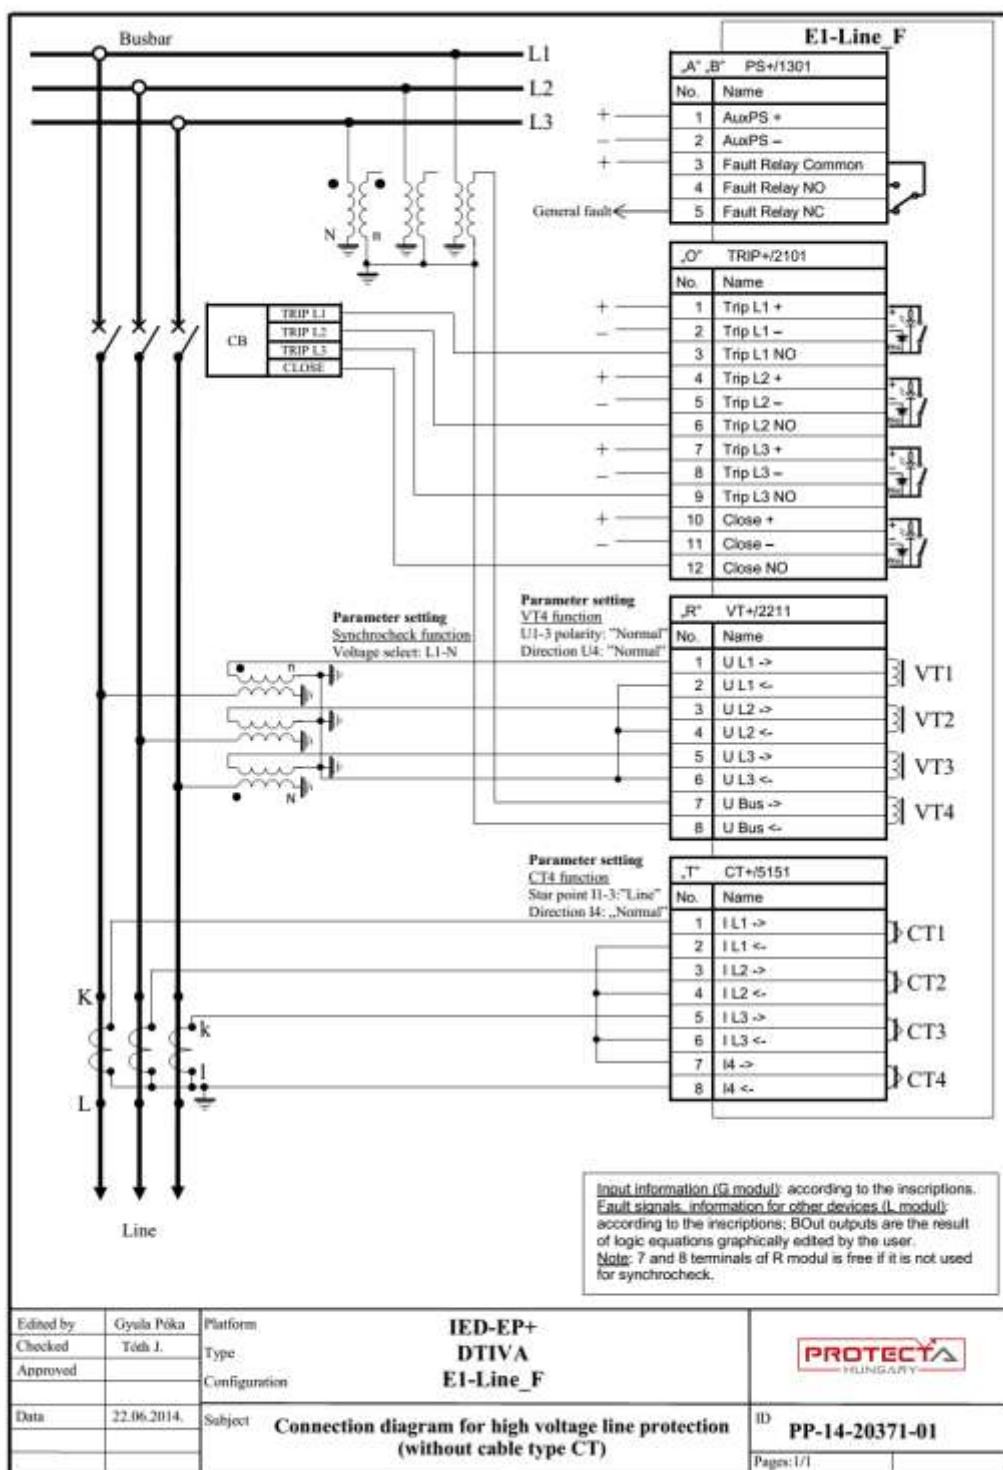 Busbar
L1
L2
L3
E1-Line_F
„A" „B" PS+/1301
No. Name
+ 1 AuxPS +
– 2 AuxPS –
+ 3 Fault Relay Common
4 Fault Relay NO
General fault 5 Fault Relay NC
N n
„O" TRIP+/2101
No. Name
+ 1 Trip L1 +
– 2 Trip L1 –
3 Trip L1 NO
+ 4 Trip L2 +
– 5 Trip L2 –
6 Trip L2 NO
+ 7 Trip L3 +
– 8 Trip L3 –
9 Trip L3 NO
+ 10 Close +
– 11 Close –
12 Close NO
CB
TRIP L1
TRIP L2
TRIP L3
CLOSE
Parameter setting
Synchrocheck function
Voltage select: L1-N
Parameter setting
VT4 function
U1-3 polarity: "Normal"
Direction U4: "Normal"
„R" VT+/2211
No. Name
1 U L1 ->
2 U L1 <-
3 U L2 ->
4 U L2 <-
5 U L3 ->
6 U L3 <-
7 U Bus ->
8 U Bus <-
VT1
VT2
VT3
VT4
n
N
Parameter setting
CT4 function
Star point I1-3:"Line"
Direction I4: „Normal"
„T" CT+/5151
No. Name
1 I L1 ->
2 I L1 <-
3 I L2 ->
4 I L2 <-
5 I L3 ->
6 I L3 <-
7 I4 ->
8 I4 <-
CT1
CT2
CT3
CT4
K
k
l
L
Line
Input information (G modul): according to the inscriptions.
Fault signals, information for other devices (L modul):
according to the inscriptions; BOut outputs are the result
of logic equations graphically edited by the user.
Note: 7 and 8 terminals of R modul is free if it is not used
for synchrocheck.
Edited by Gyula Póka
Checked Tóth J.
Approved
Data 22.06.2014.
Platform IED-EP+
Type DTIVA
Configuration E1-Line_F
Subject Connection diagram for high voltage line protection
(without cable type CT)
PROTECTA
HUNGARY
ID PP-14-20371-01
Pages:1/1